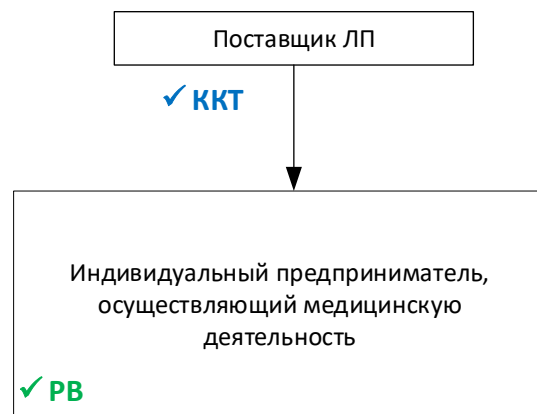 Поставщик ЛП
✓ ККТ
Индивидуальный предприниматель,
осуществляющий медицинскую
деятельность
✓ РВ